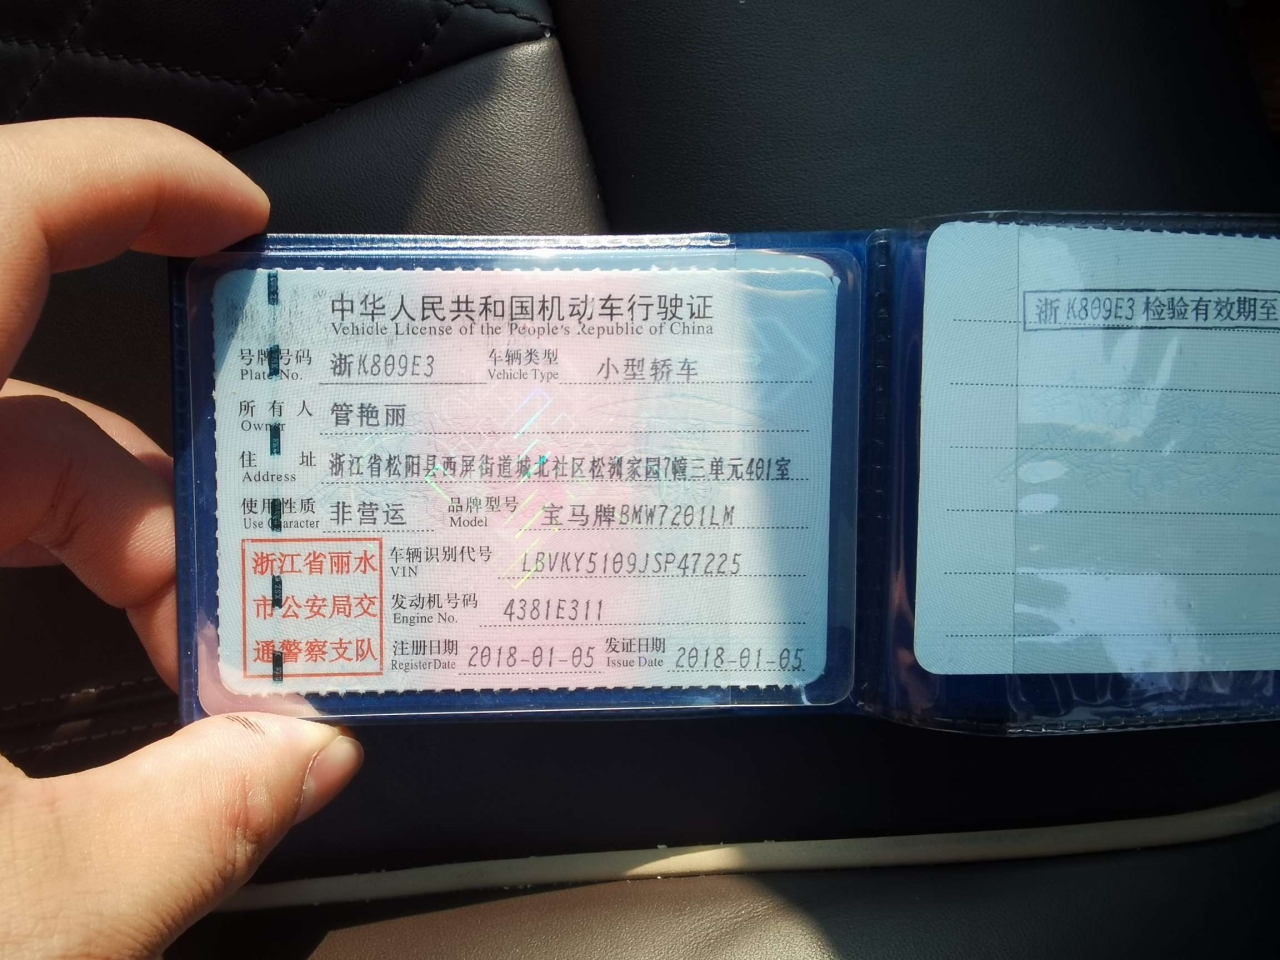 中华人民共和国机动车行驶证
Vehicle License of the People's Republic of China
号牌号码 浙K809E3 车辆类型 小型轿车
Plate No. Vehicle Type
所有人 管艳丽
Owner
住址 浙江省松阳县西屏街道城北社区松洲家园7幢三单元401室
Address
使用性质 非营运 品牌型号 宝马牌BMW7201LM
Use Character Model
浙江省丽水
市公安局交
通警察支队
车辆识别代号 LBVKY5109JSP47225
VIN
发动机号码 4381E311
Engine No.
注册日期 2018-01-05 发证日期 2018-01-05
Register Date Issue Date
浙K809E3检验有效期至